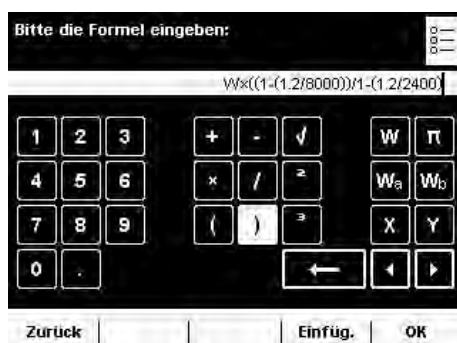 Bitte die Formel eingeben:
W×((1-(1.2/8000))/1-(1.2/2400)
1 2 3 + - √ W π
4 5 6 × / ² Wa Wb
7 8 9 ( ) ³ X Y
0 .
Zurück Einfüg. OK